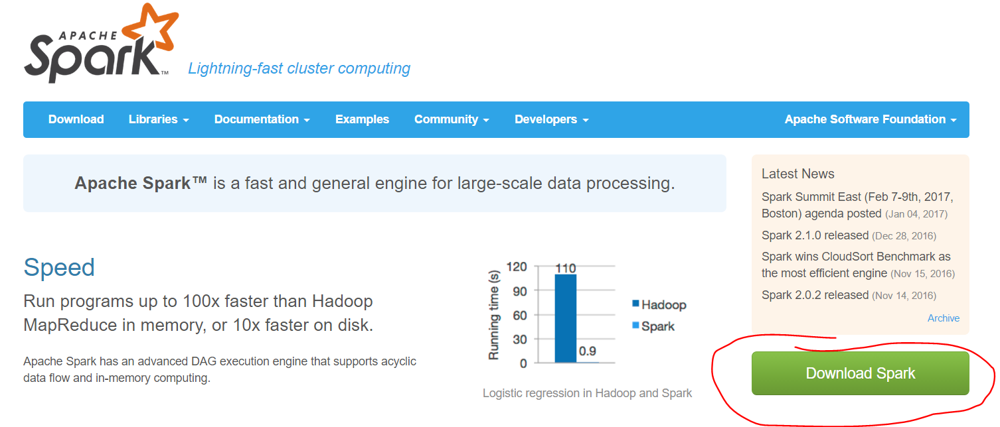 APACHE
Spark™
Lightning-fast cluster computing
Download Libraries Documentation Examples Community Developers Apache Software Foundation
Apache Spark™ is a fast and general engine for large-scale data processing.
Latest News
Spark Summit East (Feb 7-9th, 2017,
Boston) agenda posted (Jan 04, 2017)
Spark 2.1.0 released (Dec 28, 2016)
Spark wins CloudSort Benchmark as
the most efficient engine (Nov 15, 2016)
Spark 2.0.2 released (Nov 14, 2016)
Archive
Download Spark
Speed
Run programs up to 100x faster than Hadoop
MapReduce in memory, or 10x faster on disk.
Apache Spark has an advanced DAG execution engine that supports acyclic
data flow and in-memory computing.
Running time (s)
120
90
60
30
0
110
0.9
Hadoop
Spark
Logistic regression in Hadoop and Spark